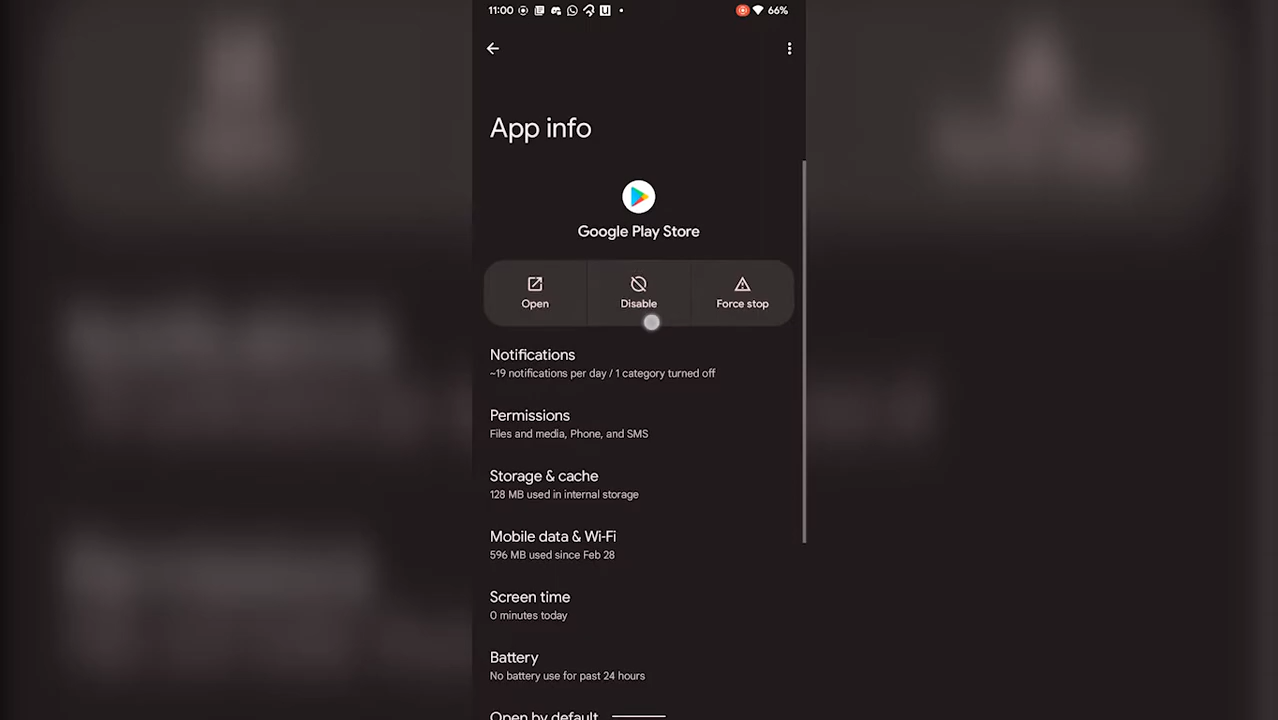 11:00 66%
App info
Google Play Store
Open Disable Force stop
Notifications
~19 notifications per day / 1 category turned off
Permissions
Files and media, Phone, and SMS
Storage & cache
128 MB used in internal storage
Mobile data & Wi-Fi
596 MB used since Feb 28
Screen time
0 minutes today
Battery
No battery use for past 24 hours
Open by default